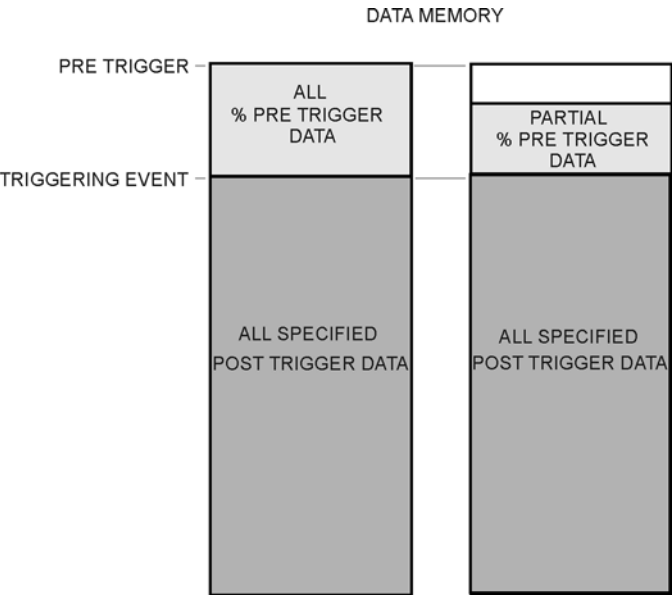 DATA MEMORY
PRE TRIGGER
ALL
% PRE TRIGGER
DATA
PARTIAL
% PRE TRIGGER
DATA
TRIGGERING EVENT
ALL SPECIFIED
POST TRIGGER DATA
ALL SPECIFIED
POST TRIGGER DATA